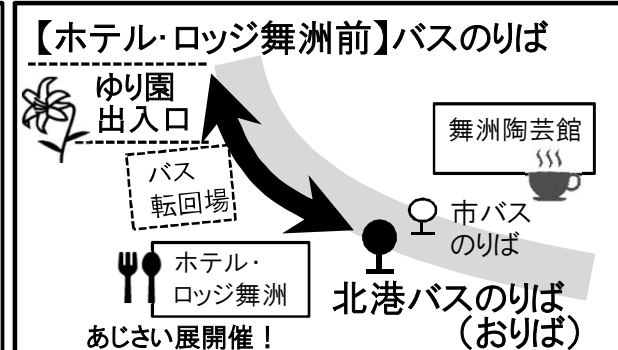 【ホテル・ロッジ舞洲前】バスのりば
ゆり園
出入口
舞洲陶芸館
バス
転回場
市バス
のりば
ホテル・
ロッジ舞洲
北港バスのりば
（おりば）
あじさい展開催！